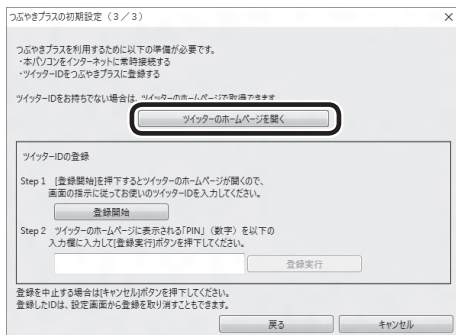 つぶやきプラスの初期設定（3／3）
つぶやきプラスを利用するために以下の準備が必要です。
・本パソコンをインターネットに常時接続する
・ツイッターIDをつぶやきプラスに登録する
ツイッターIDをお持ちでない場合は、ツイッターのホームページで取得できます。
ツイッターのホームページを開く
ツイッターIDの登録
Step 1 [登録開始]を押下するとツイッターのホームページが開くので、
画面の指示に従ってお使いのツイッターIDを入力してください。
登録開始
Step 2 ツイッターのホームページに表示される「PIN」（数字）を以下の
入力欄に入力して[登録実行]ボタンを押下してください。
登録実行
登録を中止する場合は[キャンセル]ボタンを押下してください。
登録したIDは、設定画面から登録を取り消すこともできます。
戻る キャンセル